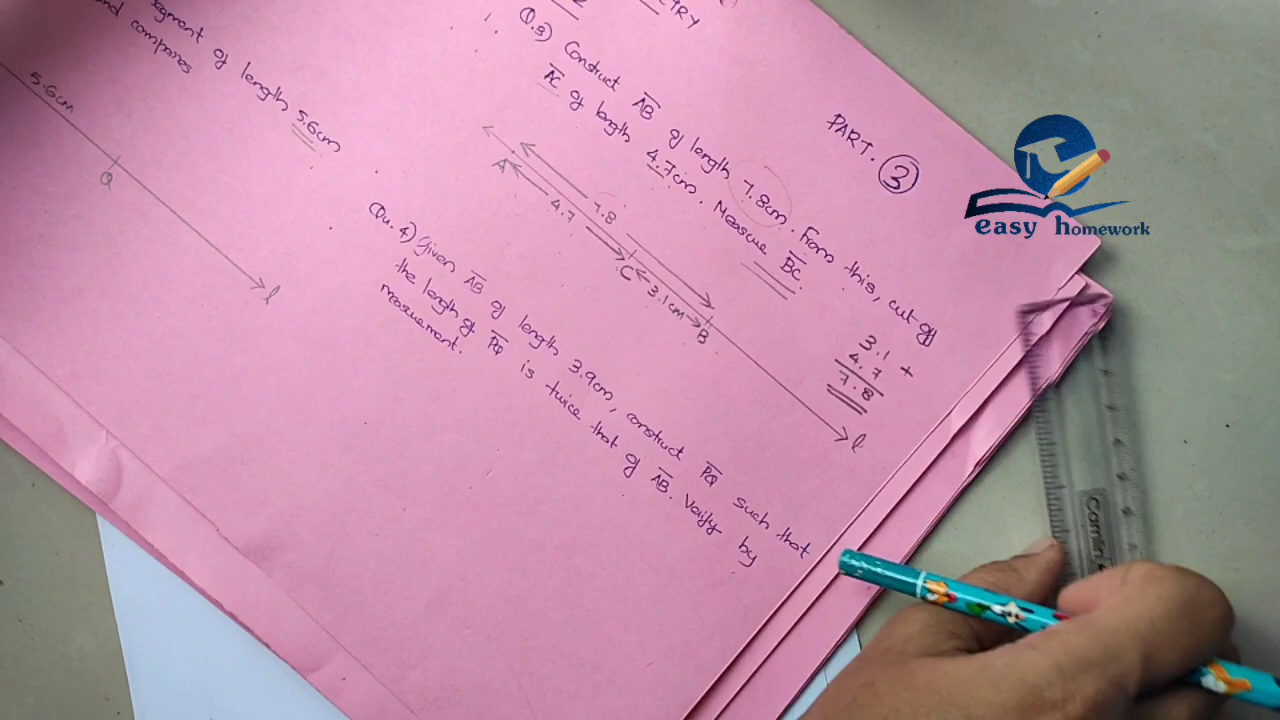 TRY
PART. 3
Q.3) Construct AB of length 7.8cm. From this, cut off
AC of length 4.7cm. Measure BC.
A
7.8
4.7
C
3.1cm
B
l
3.1 +
4.7
7.8
segment of length 5.6cm
and compasses
5.6cm
Q
l
Qu. 4) Given AB of length 3.9cm, construct PQ such that
the length of PQ is twice that of AB. Verify by
measurement.
easy homework
Camlin